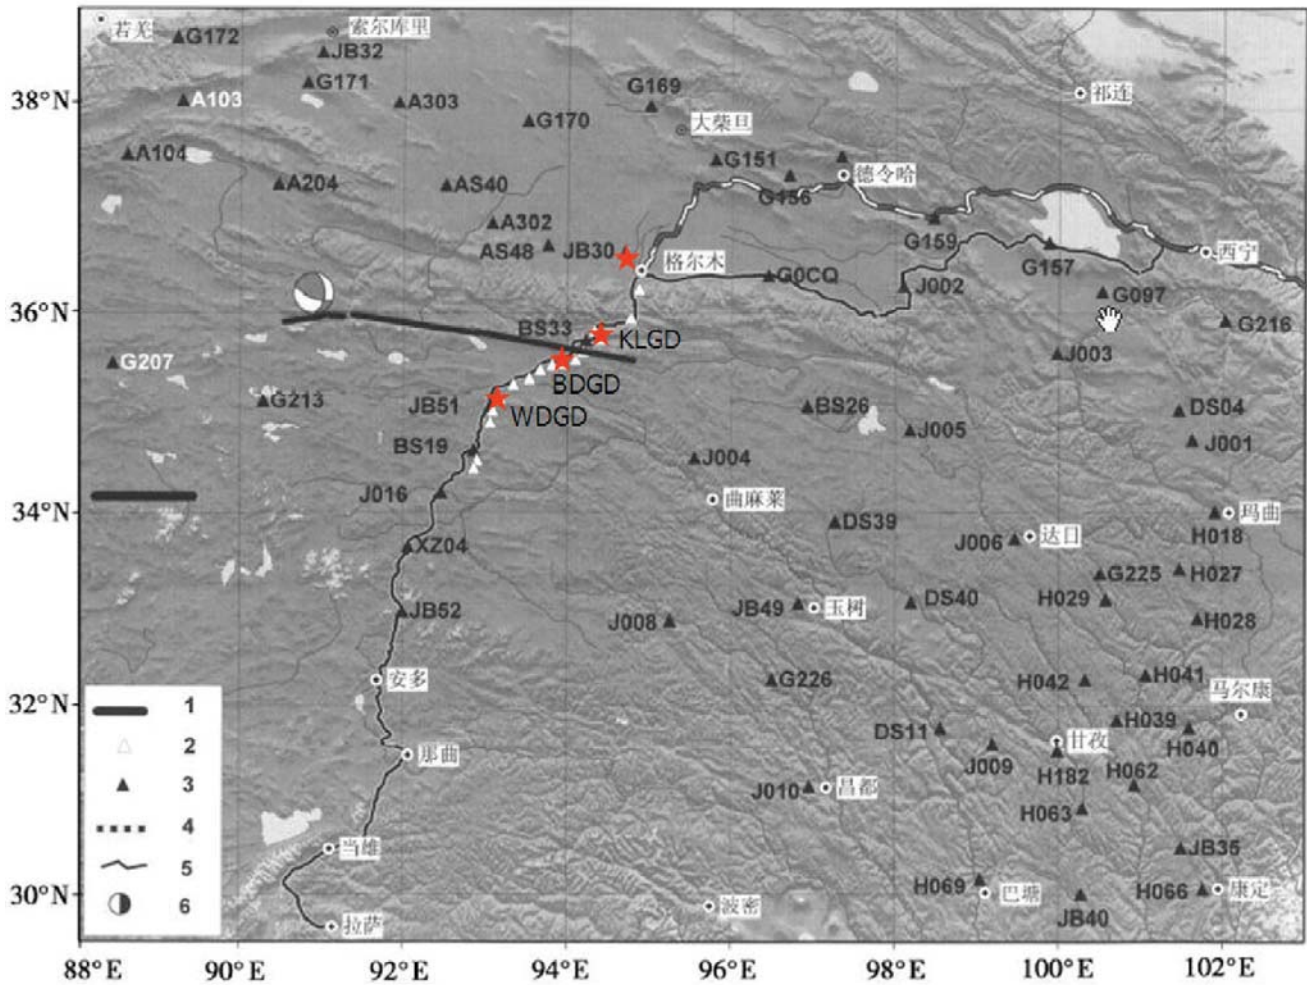 若羌
G172
索尔库里
JB32
G171
38°N
A103
A303
G170
G169
大柴旦
祁连
A104
A204
AS40
G151
G156
德令哈
A302
AS48
JB30
格尔木
G0CQ
G159
J002
G157
西宁
G097
36°N
BS33
KLGD
G216
G207
BDGD
J003
G213
JB51
WDGD
BS26
DS04
J005
J001
BS19
J004
J016
曲麻莱
34°N
DS39
玛曲
H018
XZ04
J006
达日
G225
H027
JB52
J008
JB49
玉树
DS40
H029
H028
安多
G226
H042
H041
马尔康
32°N
1
DS11
H039
H040
2
那曲
J009
甘孜
H182
H062
3
J010
昌都
H063
4
当雄
JB35
5
30°N
H069
巴塘
JB40
H066
康定
6
拉萨
波密
88°E
90°E
92°E
94°E
96°E
98°E
100°E
102°E